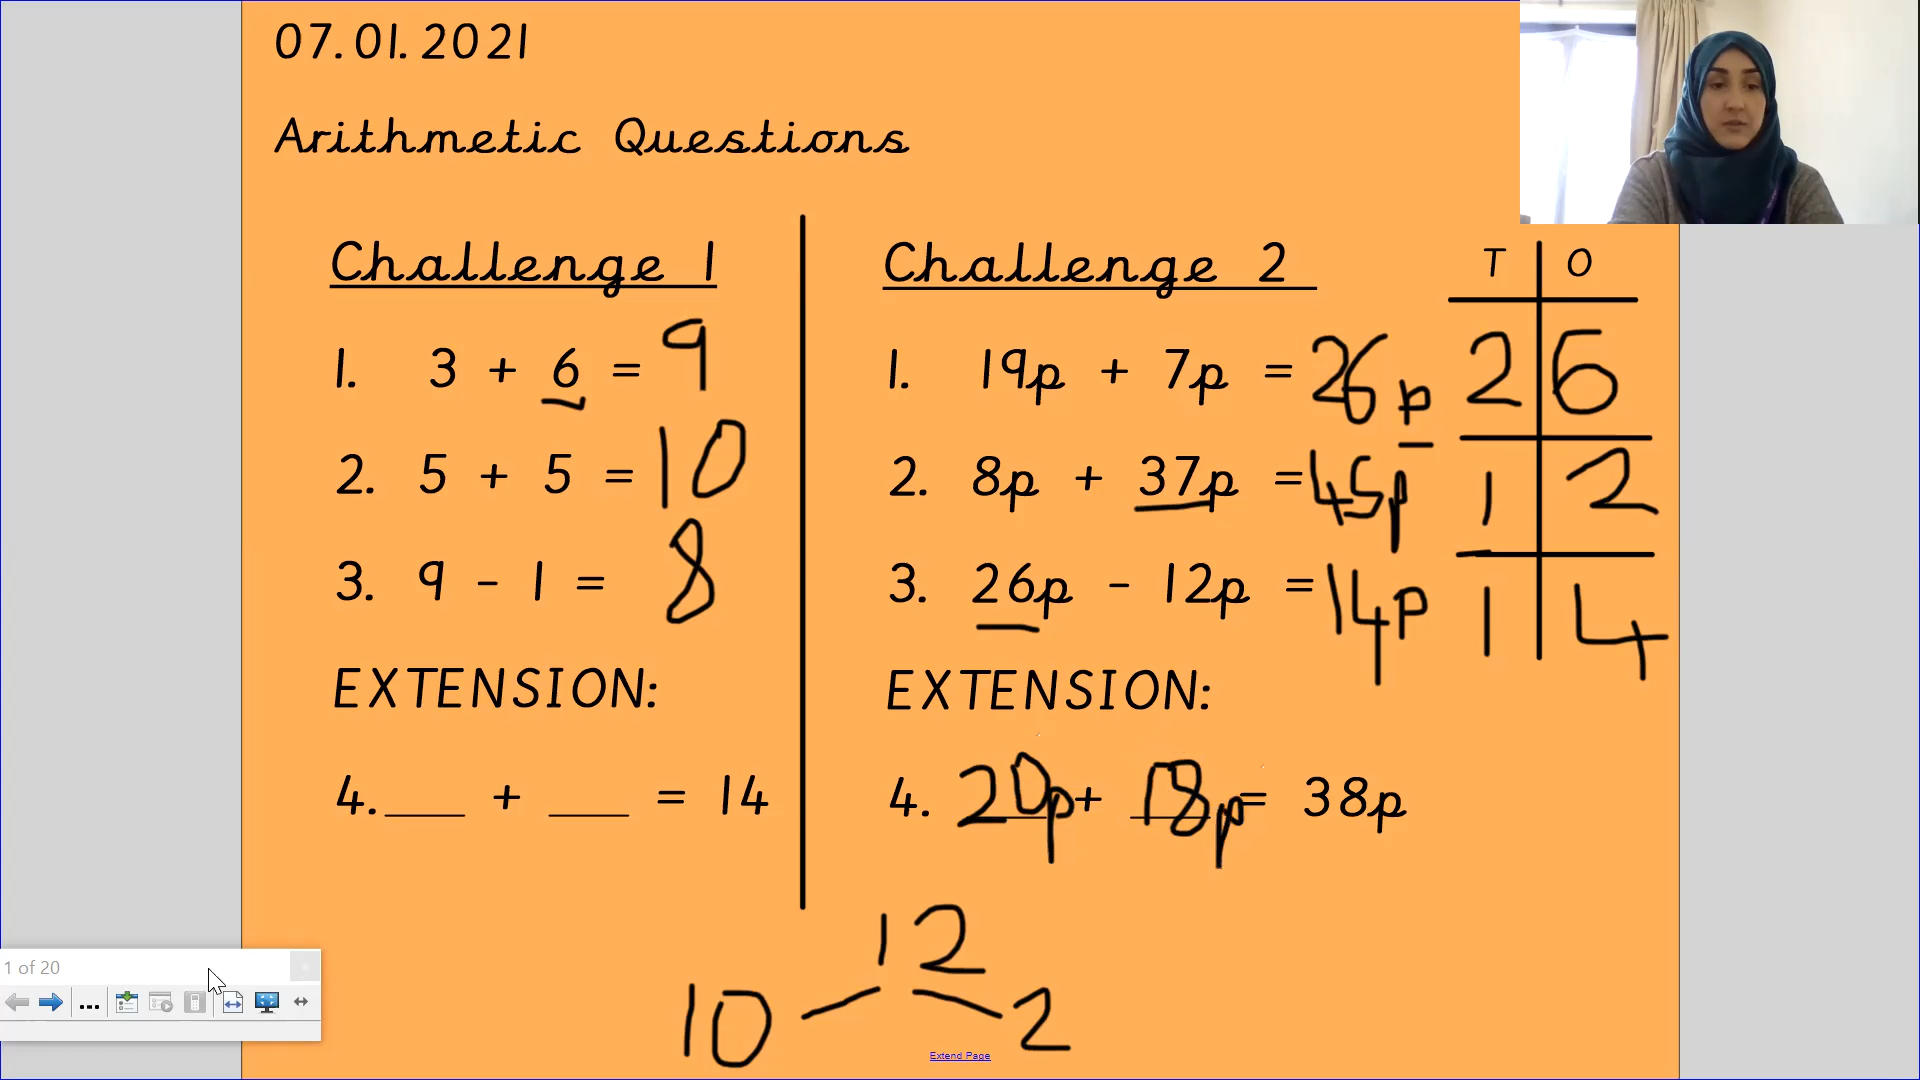 07.01.2021
Arithmetic Questions
Challenge 1
1. 3 + 6 = 9
2. 5 + 5 = 10
3. 9 - 1 = 8
EXTENSION:
4. ___ + ___ = 14
Challenge 2
1. 19p + 7p = 26p
2. 8p + 37p = 45p
3. 26p - 12p = 14p
EXTENSION:
4. 20p + 18p = 38p
T O
2 6
1 2
1 4
12
10 2
Extend Page
1 of 20